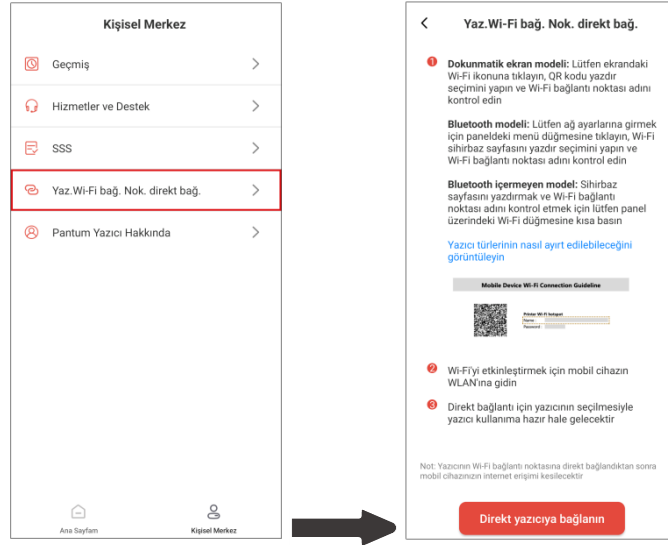 Kişisel Merkez
Geçmiş
Hizmetler ve Destek
SSS
Yaz.Wi-Fi bağ. Nok. direkt bağ.
Pantum Yazıcı Hakkında
Ana Sayfam
Kişisel Merkez
Yaz.Wi-Fi bağ. Nok. direkt bağ.
1 Dokunmatik ekran modeli: Lütfen ekrandaki
Wi-Fi ikonuna tıklayın, QR kodu yazdır
seçimini yapın ve Wi-Fi bağlantı noktası adını
kontrol edin
Bluetooth modeli: Lütfen ağ ayarlarına girmek
için paneldeki menü düğmesine tıklayın, Wi-Fi
sihirbaz sayfasını yazdır seçimini yapın ve
Wi-Fi bağlantı noktası adını kontrol edin
Bluetooth içermeyen model: Sihirbaz
sayfasını yazdırmak ve Wi-Fi bağlantı
noktası adını kontrol etmek için lütfen panel
üzerindeki Wi-Fi düğmesine kısa basın
Yazıcı türlerinin nasıl ayırt edilebileceğini
görüntüleyin
Mobile Device Wi-Fi Connection Guideline
Printer Wi-Fi hotspot
Name:
Password:
2 Wi-Fi'yi etkinleştirmek için mobil cihazın
WLAN'ına gidin
3 Direkt bağlantı için yazıcının seçilmesiyle
yazıcı kullanıma hazır hale gelecektir
Not: Yazıcının Wi-Fi bağlantı noktasına direkt bağlandıktan sonra
mobil cihazınızın internet erişimi kesilecektir
Direkt yazıcıya bağlanın